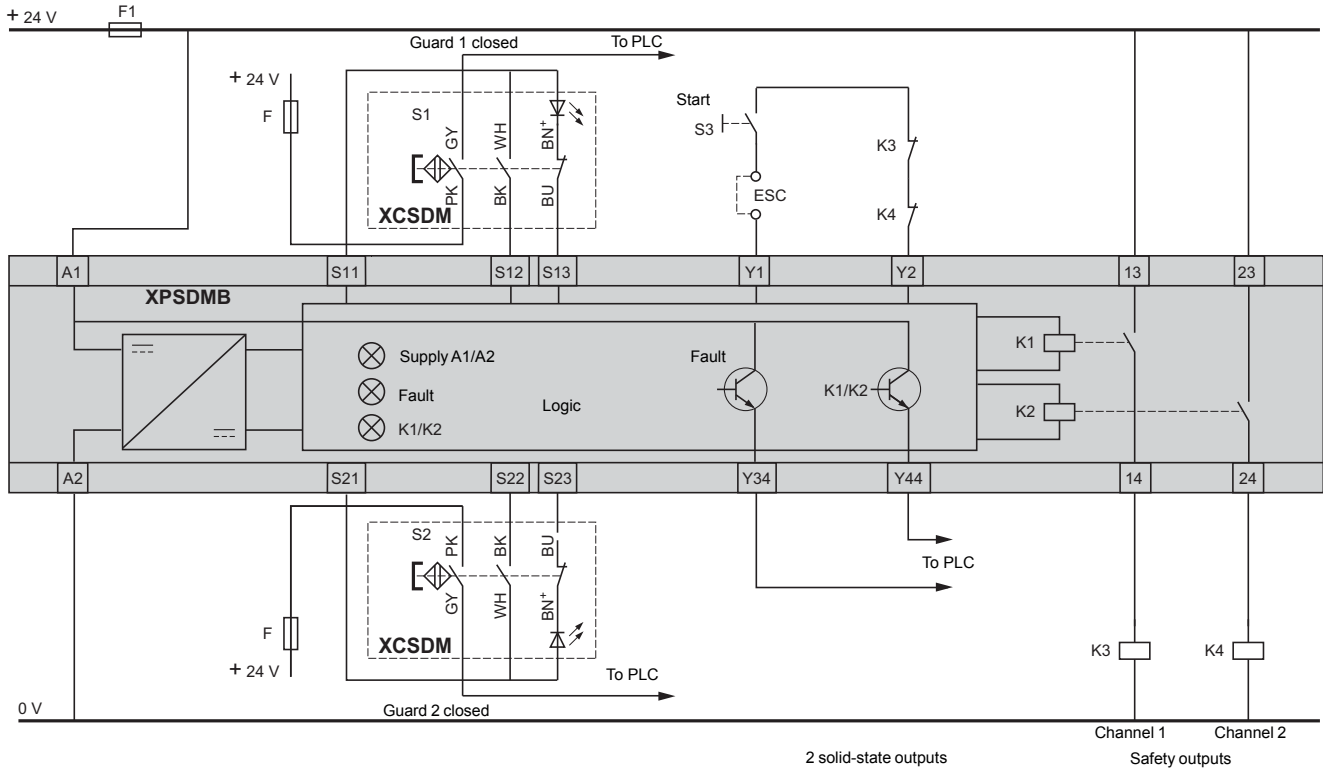 + 24 V
F1
Guard 1 closed
To PLC
+ 24 V
F
S1
GY
WH
BN+
PK
BK
BU
XCSDM
Start
S3
ESC
K3
K4
A1
S11
S12
S13
Y1
Y2
13
23
XPSDMB
Supply A1/A2
Fault
K1/K2
Logic
Fault
K1/K2
K1
K2
A2
S21
S22
S23
Y34
Y44
14
24
S2
PK
BK
BU
GY
WH
BN+
XCSDM
F
+ 24 V
To PLC
To PLC
K3
K4
0 V
Guard 2 closed
Channel 1
Channel 2
2 solid-state outputs
Safety outputs